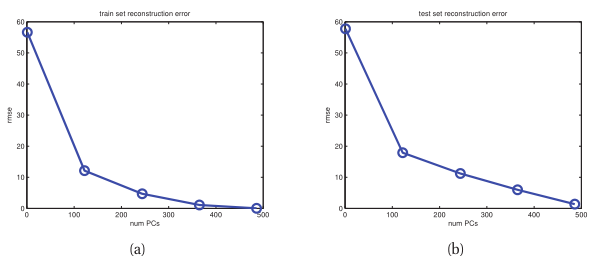 train set reconstruction error
60
50
40
30
20
10
0
rmse
0 100 200 300 400 500
num PCs
(a)
test set reconstruction error
60
50
40
30
20
10
0
rmse
0 100 200 300 400 500
num PCs
(b)